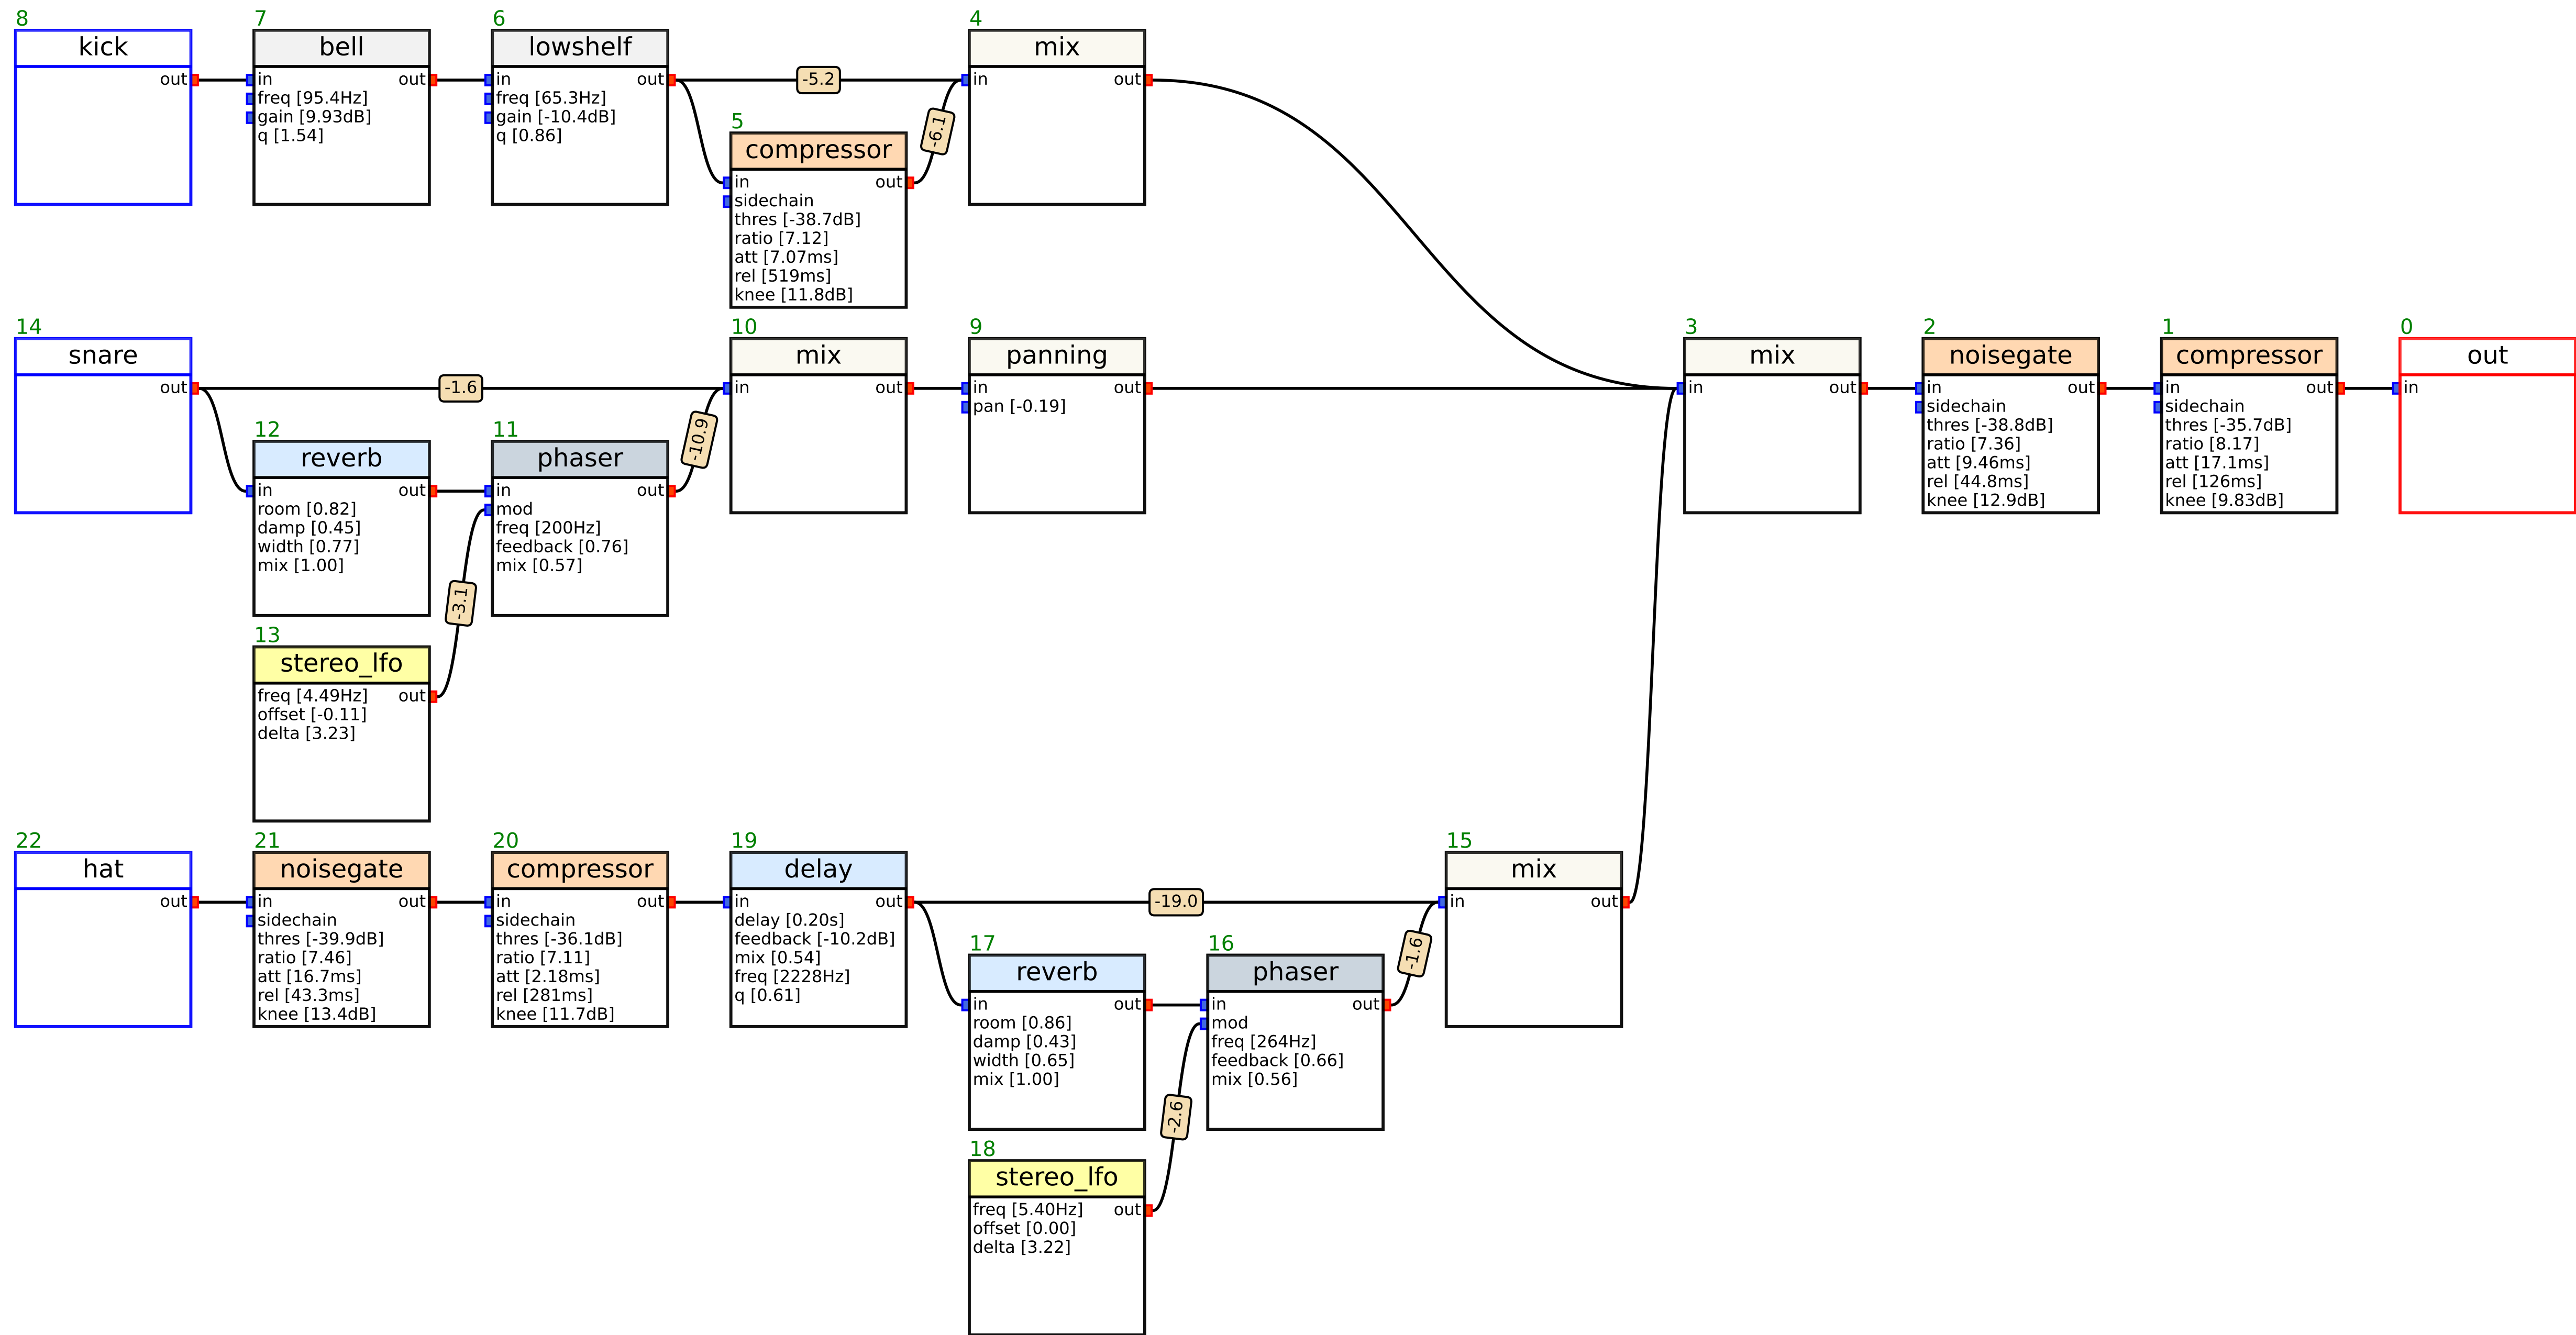 8
kick
out
7
bell
in out
freq [95.4Hz]
gain [9.93dB]
q [1.54]
6
lowshelf
in out
freq [65.3Hz]
gain [-10.4dB]
q [0.86]
-5.2
5
compressor
in out
sidechain
thres [-38.7dB]
ratio [7.12]
att [7.07ms]
rel [519ms]
knee [11.8dB]
-6.1
4
mix
in out
14
snare
out
-1.6
12
reverb
in out
room [0.82]
damp [0.45]
width [0.77]
mix [1.00]
11
phaser
in out
mod
freq [200Hz]
feedback [0.76]
mix [0.57]
-10.9
-3.1
13
stereo_lfo
freq [4.49Hz] out
offset [-0.11]
delta [3.23]
10
mix
in out
9
panning
in out
pan [-0.19]
3
mix
in out
2
noisegate
in out
sidechain
thres [-38.8dB]
ratio [7.36]
att [9.46ms]
rel [44.8ms]
knee [12.9dB]
1
compressor
in out
sidechain
thres [-35.7dB]
ratio [8.17]
att [17.1ms]
rel [126ms]
knee [9.83dB]
0
out
in
22
hat
out
21
noisegate
in out
sidechain
thres [-39.9dB]
ratio [7.46]
att [16.7ms]
rel [43.3ms]
knee [13.4dB]
20
compressor
in out
sidechain
thres [-36.1dB]
ratio [7.11]
att [2.18ms]
rel [281ms]
knee [11.7dB]
19
delay
in out
delay [0.20s]
feedback [-10.2dB]
mix [0.54]
freq [2228Hz]
q [0.61]
-19.0
17
reverb
in out
room [0.86]
damp [0.43]
width [0.65]
mix [1.00]
16
phaser
in out
mod
freq [264Hz]
feedback [0.66]
mix [0.56]
-1.6
-2.6
18
stereo_lfo
freq [5.40Hz] out
offset [0.00]
delta [3.22]
15
mix
in out